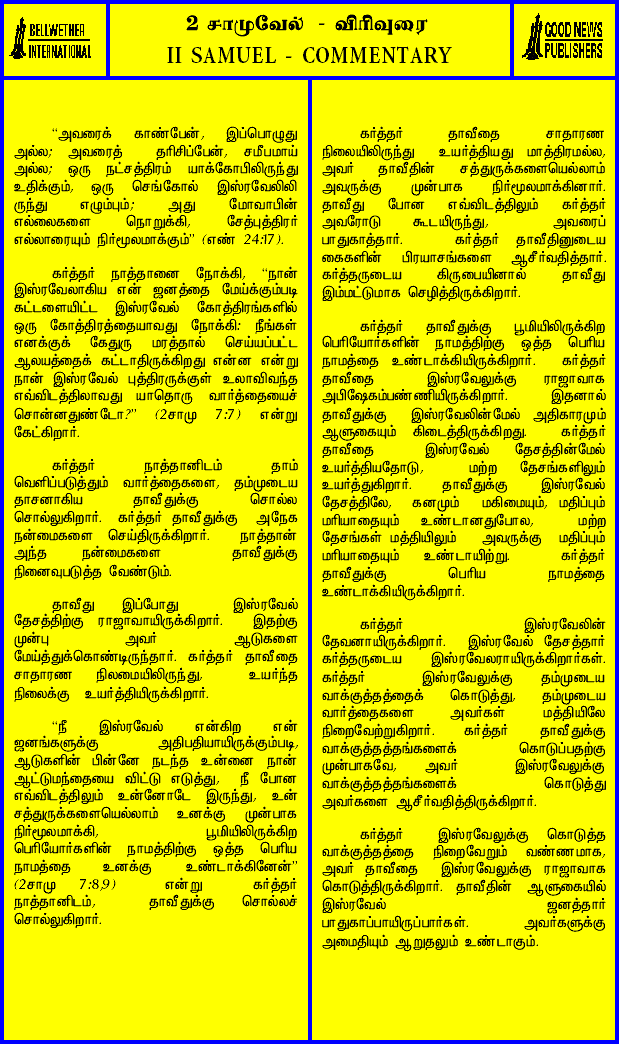 BELLWETHER
INTERNATIONAL
2 சாமுவேல் - விரிவுரை
II SAMUEL - COMMENTARY
GOOD NEWS
PUBLISHERS
“அவரைக் காண்பேன், இப்பொழுது
அல்ல; அவரைத் தரிசிப்பேன், சமீபமாய்
அல்ல; ஒரு நட்சத்திரம் யாக்கோபிலிருந்து
உதிக்கும், ஒரு செங்கோல் இஸ்ரவேலிலி
ருந்து எழும்பும்; அது மோவாபின்
எல்லைகளை நொறுக்கி, சேத்புத்திரர்
எல்லாரையும் நிர்மூலமாக்கும்” (எண் 24:17).
கர்த்தர் நாத்தானை நோக்கி, “நான்
இஸ்ரவேலாகிய என் ஜனத்தை மேய்க்கும்படி
கட்டளையிட்ட இஸ்ரவேல் கோத்திரங்களில்
ஒரு கோத்திரத்தையாவது நோக்கி: நீங்கள்
எனக்குக் கேதுரு மரத்தால் செய்யப்பட்ட
ஆலயத்தைக் கட்டாதிருக்கிறது என்ன என்று
நான் இஸ்ரவேல் புத்திரருக்குள் உலாவிவந்த
எவ்விடத்திலாவது யாதொரு வார்த்தையைச்
சொன்னதுண்டோ?” (2சாமு 7:7) என்று
கேட்கிறார்.
கர்த்தர் நாத்தானிடம் தாம்
வெளிப்படுத்தும் வார்த்தைகளை, தம்முடைய
தாசனாகிய தாவீதுக்கு சொல்ல
சொல்லுகிறார். கர்த்தர் தாவீதுக்கு அநேக
நன்மைகளை செய்திருக்கிறார். நாத்தான்
அந்த நன்மைகளை தாவீதுக்கு
நினைவுபடுத்த வேண்டும்.
தாவீது இப்போது இஸ்ரவேல்
தேசத்திற்கு ராஜாவாயிருக்கிறார். இதற்கு
முன்பு அவர் ஆடுகளை
மேய்த்துக்கொண்டிருந்தார். கர்த்தர் தாவீதை
சாதாரண நிலமையிலிருந்து, உயர்ந்த
நிலைக்கு உயர்த்தியிருக்கிறார்.
“நீ இஸ்ரவேல் என்கிற என்
ஜனங்களுக்கு அதிபதியாயிருக்கும்படி,
ஆடுகளின் பின்னே நடந்த உன்னை நான்
ஆட்டுமந்தையை விட்டு எடுத்து, நீ போன
எவ்விடத்திலும் உன்னோடே இருந்து, உன்
சத்துருக்களையெல்லாம் உனக்கு முன்பாக
நிர்மூலமாக்கி, பூமியிலிருக்கிற
பெரியோர்களின் நாமத்திற்கு ஒத்த பெரிய
நாமத்தை உனக்கு உண்டாக்கினேன்”
(2சாமு 7:8,9) என்று கர்த்தர்
நாத்தானிடம், தாவீதுக்கு சொல்லச்
சொல்லுகிறார்.
கர்த்தர் தாவீதை சாதாரண
நிலையிலிருந்து உயர்த்தியது மாத்திரமல்ல,
அவர் தாவீதின் சத்துருக்களையெல்லாம்
அவருக்கு முன்பாக நிர்மூலமாக்கினார்.
தாவீது போன எவ்விடத்திலும் கர்த்தர்
அவரோடு கூடயிருந்து, அவரைப்
பாதுகாத்தார். கர்த்தர் தாவீதினுடைய
கைகளின் பிரயாசங்களை ஆசீர்வதித்தார்.
கர்த்தருடைய கிருபையினால் தாவீது
இம்மட்டுமாக செழித்திருக்கிறார்.
கர்த்தர் தாவீதுக்கு பூமியிலிருக்கிற
பெரியோர்களின் நாமத்திற்கு ஒத்த பெரிய
நாமத்தை உண்டாக்கியிருக்கிறார். கர்த்தர்
தாவீதை இஸ்ரவேலுக்கு ராஜாவாக
அபிஷேகம்பண்ணியிருக்கிறார். இதனால்
தாவீதுக்கு இஸ்ரவேலின்மேல் அதிகாரமும்
ஆளுகையும் கிடைத்திருக்கிறது. கர்த்தர்
தாவீதை இஸ்ரவேல் தேசத்தின்மேல்
உயர்த்தியதோடு, மற்ற தேசங்களிலும்
உயர்த்துகிறார். தாவீதுக்கு இஸ்ரவேல்
தேசத்திலே, கனமும் மகிமையும், மதிப்பும்
மரியாதையும் உண்டானதுபோல, மற்ற
தேசங்கள் மத்தியிலும் அவருக்கு மதிப்பும்
மரியாதையும் உண்டாயிற்று. கர்த்தர்
தாவீதுக்கு பெரிய நாமத்தை
உண்டாக்கியிருக்கிறார்.
கர்த்தர் இஸ்ரவேலின்
தேவனாயிருக்கிறார். இஸ்ரவேல் தேசத்தார்
கர்த்தருடைய இஸ்ரவேலராயிருக்கிறார்கள்.
கர்த்தர் இஸ்ரவேலுக்கு தம்முடைய
வாக்குத்தத்தைக் கொடுத்து, தம்முடைய
வார்த்தைகளை அவர்கள் மத்தியிலே
நிறைவேற்றுகிறார். கர்த்தர் தாவீதுக்கு
வாக்குத்தத்தங்களைக் கொடுப்பதற்கு
முன்பாகவே, அவர் இஸ்ரவேலுக்கு
வாக்குத்தத்தங்களைக் கொடுத்து
அவர்களை ஆசீர்வதித்திருக்கிறார்.
கர்த்தர் இஸ்ரவேலுக்கு கொடுத்த
வாக்குத்தத்தை நிறைவேறும் வண்ணமாக,
அவர் தாவீதை இஸ்ரவேலுக்கு ராஜாவாக
கொடுத்திருக்கிறார். தாவீதின் ஆளுகையில்
இஸ்ரவேல் ஜனத்தார்
பாதுகாப்பாயிருப்பார்கள். அவர்களுக்கு
அமைதியும் ஆறுதலும் உண்டாகும்.